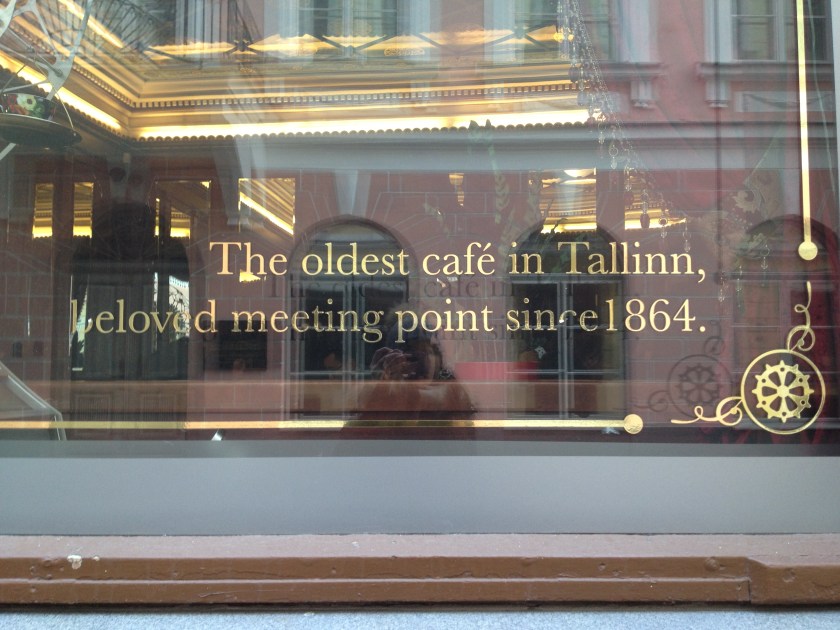 The oldest café in Tallinn,
beloved meeting point since 1864.